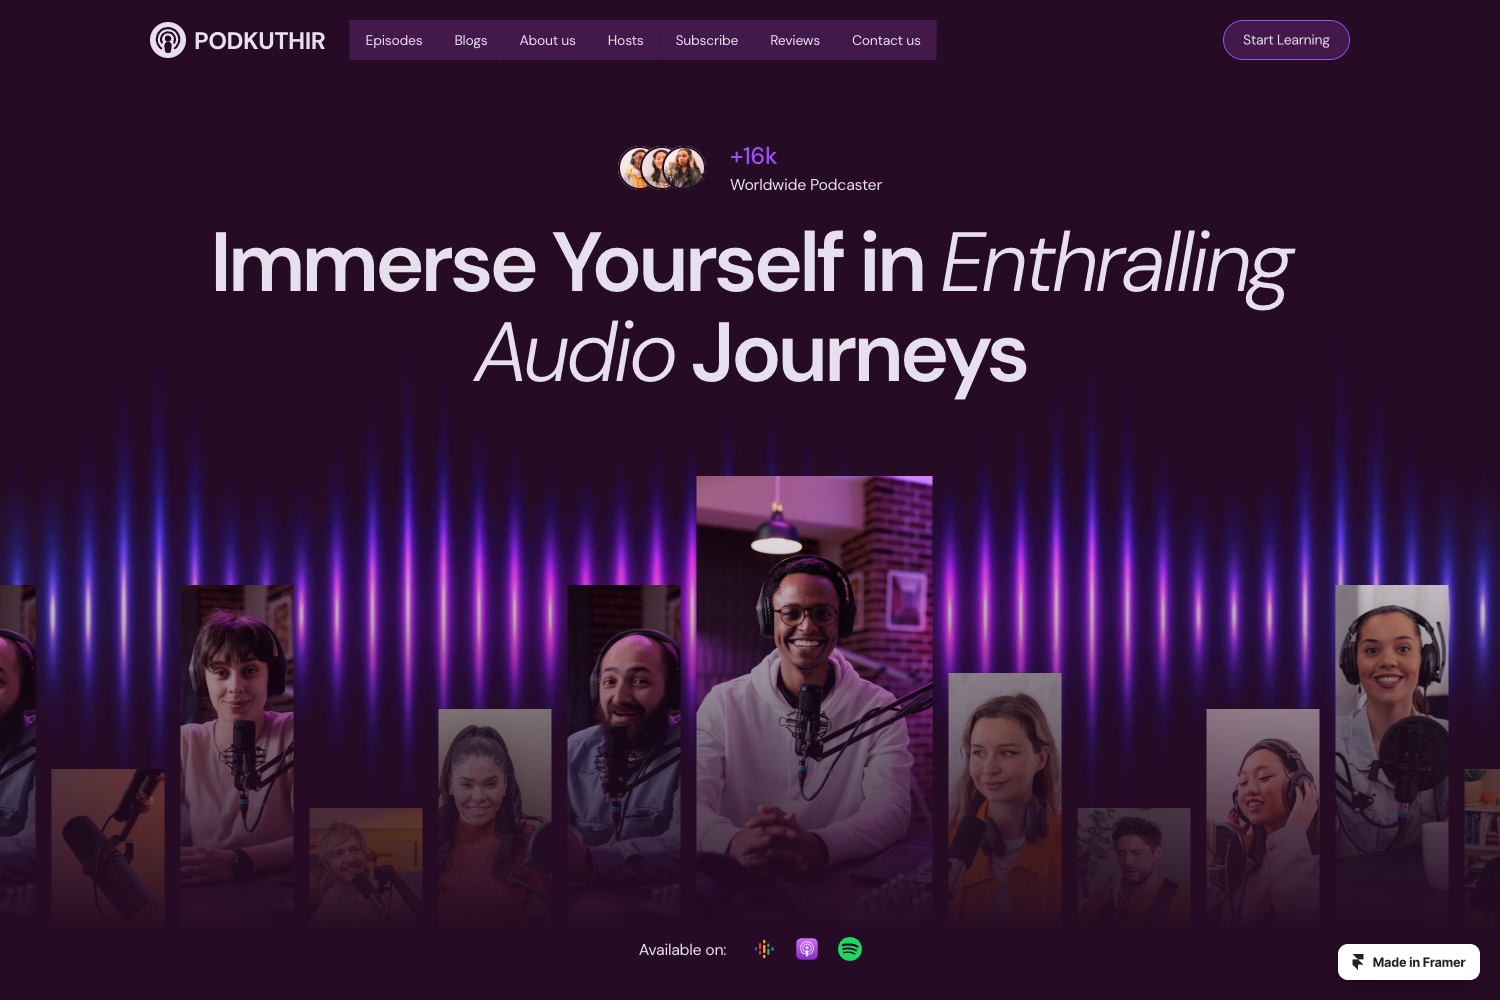 PODKUTHIR
Episodes Blogs About us Hosts Subscribe Reviews Contact us
Start Learning
+16k
Worldwide Podcaster
Immerse Yourself in Enthralling
Audio Journeys
Available on:
Made in Framer